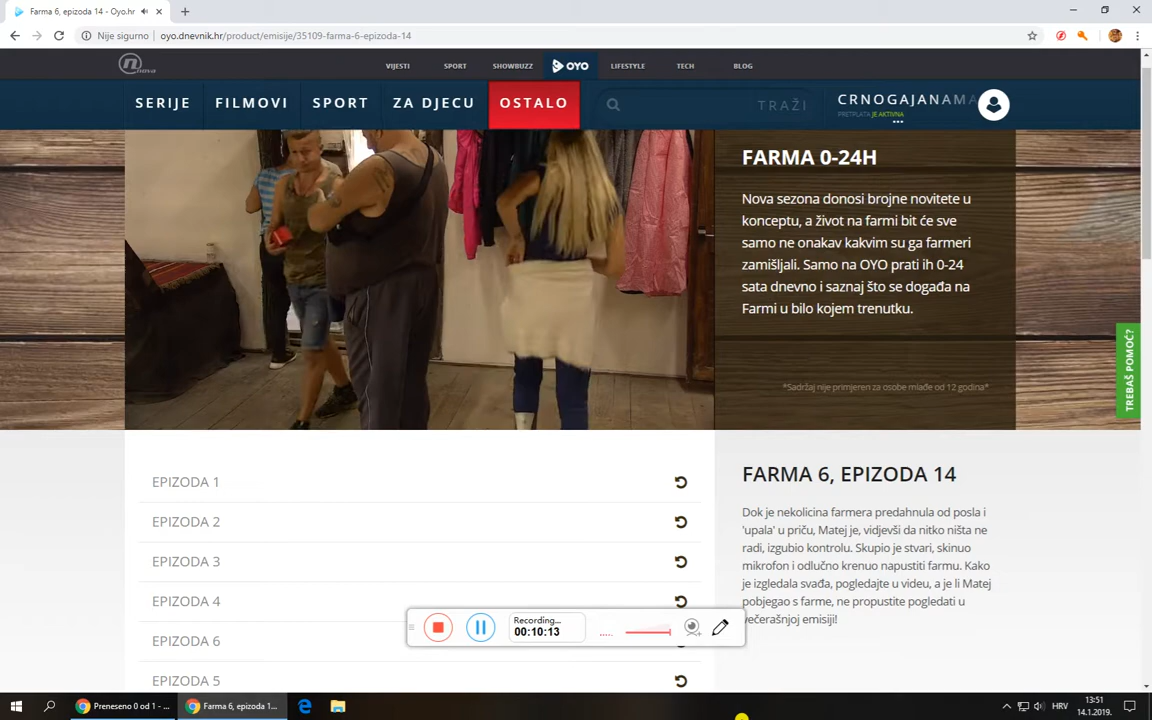 Farma 6, epizoda 14 - Oyo.hr
Nije sigurno
oyo.dnevnik.hr/product/emisije/35109-farma-6-epizoda-14
nova
VIJESTI
SPORT
SHOWBUZZ
OYO
LIFESTYLE
TECH
BLOG
SERIJE
FILMOVI
SPORT
ZA DJECU
OSTALO
TRAŽI
CRNOGAJANAMA
PRETPLATA JE AKTIVNA
FARMA 0-24H
Nova sezona donosi brojne novitete u
konceptu, a život na farmi bit će sve
samo ne onakav kakvim su ga farmeri
zamišljali. Samo na OYO prati ih 0-24
sata dnevno i saznaj što se događa na
Farmi u bilo kojem trenutku.
*Sadržaj nije primjeren za osobe mlađe od 12 godina*
TREBAŠ POMOĆ?
EPIZODA 1
EPIZODA 2
EPIZODA 3
EPIZODA 4
EPIZODA 6
EPIZODA 5
FARMA 6, EPIZODA 14
Dok je nekolicina farmera predahnula od posla i
'upala' u priču, Matej je, vidjevši da nitko ništa ne
radi, izgubio kontrolu. Skupio je stvari, skinuo
mikrofon i odlučno krenuo napustiti farmu. Kako
je izgledala svađa, pogledajte u videu, a je li Matej
pobjegao s farme, ne propustite pogledati u
večerašnjoj emisiji!
Recording...
00:10:13
Preneseno 0 od 1 - ...
Farma 6, epizoda 1...
HRV
13:51
14.1.2019.